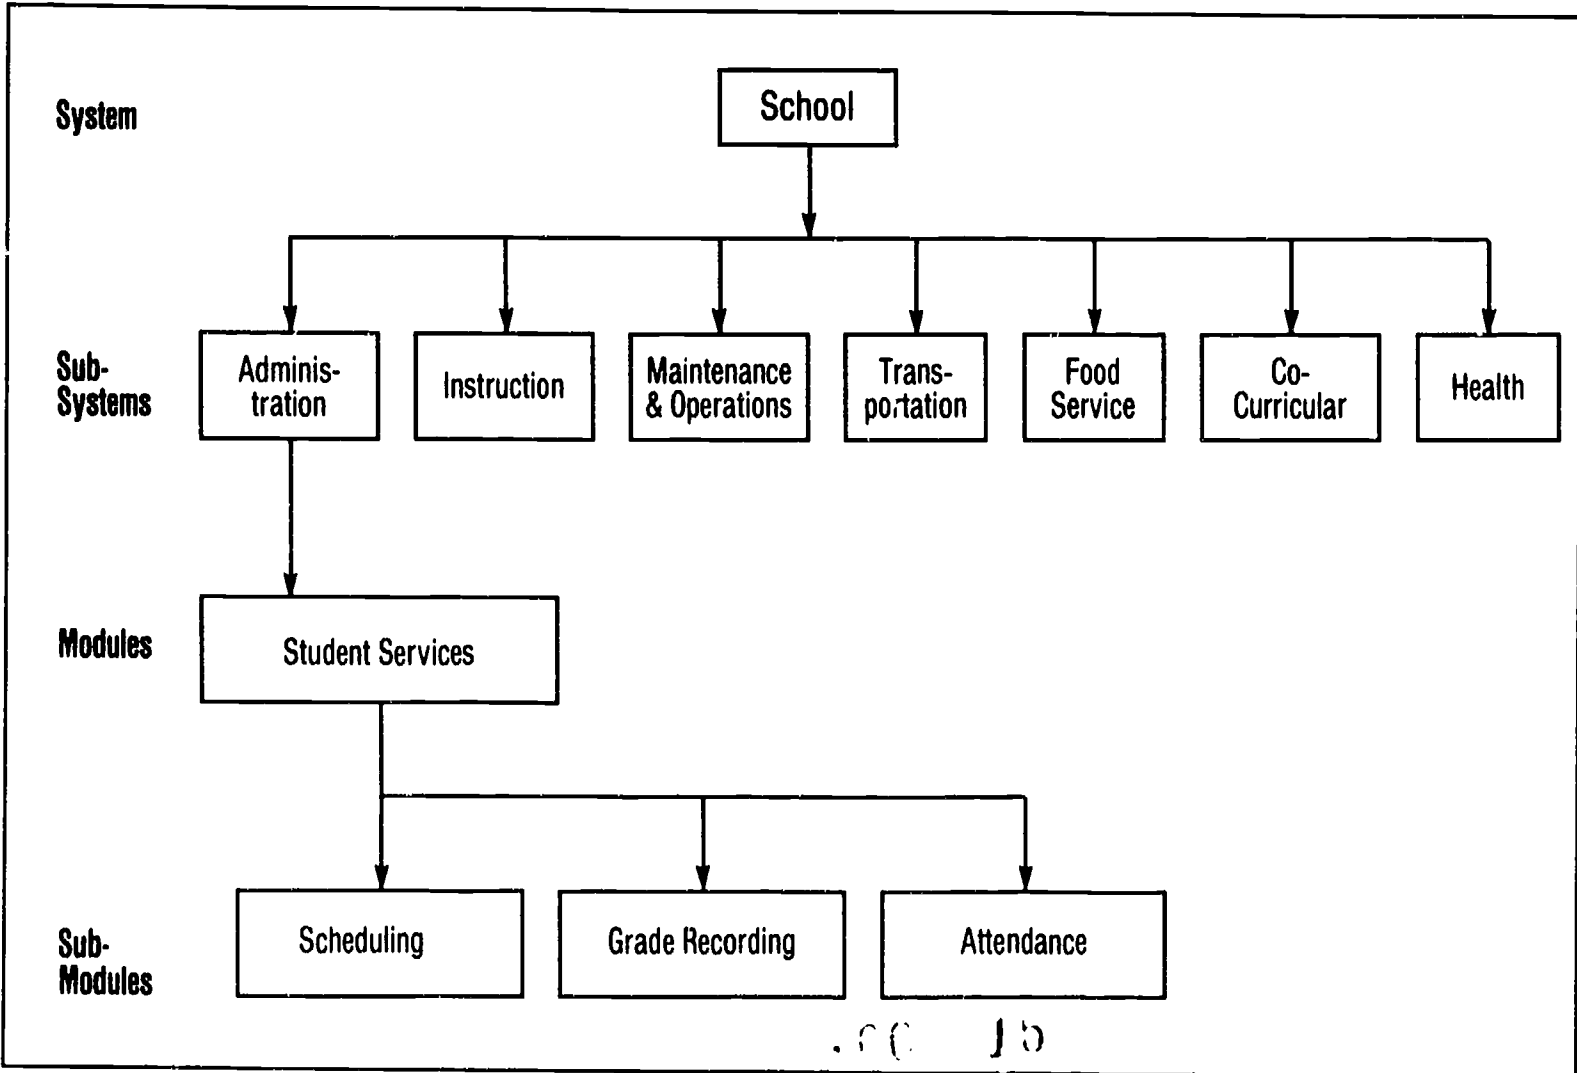 System
School
Sub-
Systems
Adminis-
tration
Instruction
Maintenance
& Operations
Trans-
portation
Food
Service
Co-
Curricular
Health
Modules
Student Services
Sub-
Modules
Scheduling
Grade Recording
Attendance